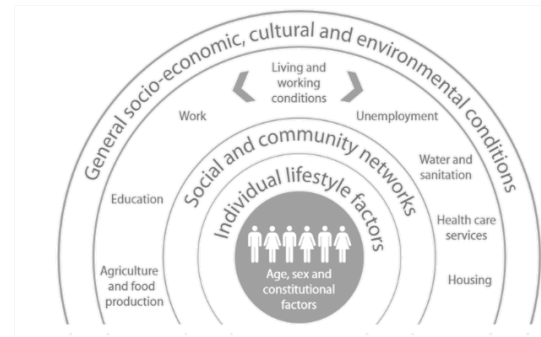 General socio-economic, cultural and environmental conditions
Living and
working
conditions
Work
Unemployment
Social and community networks
Water and
sanitation
Individual lifestyle factors
Education
Health care
services
Agriculture
and food
production
Housing
Age, sex and
constitutional
factors